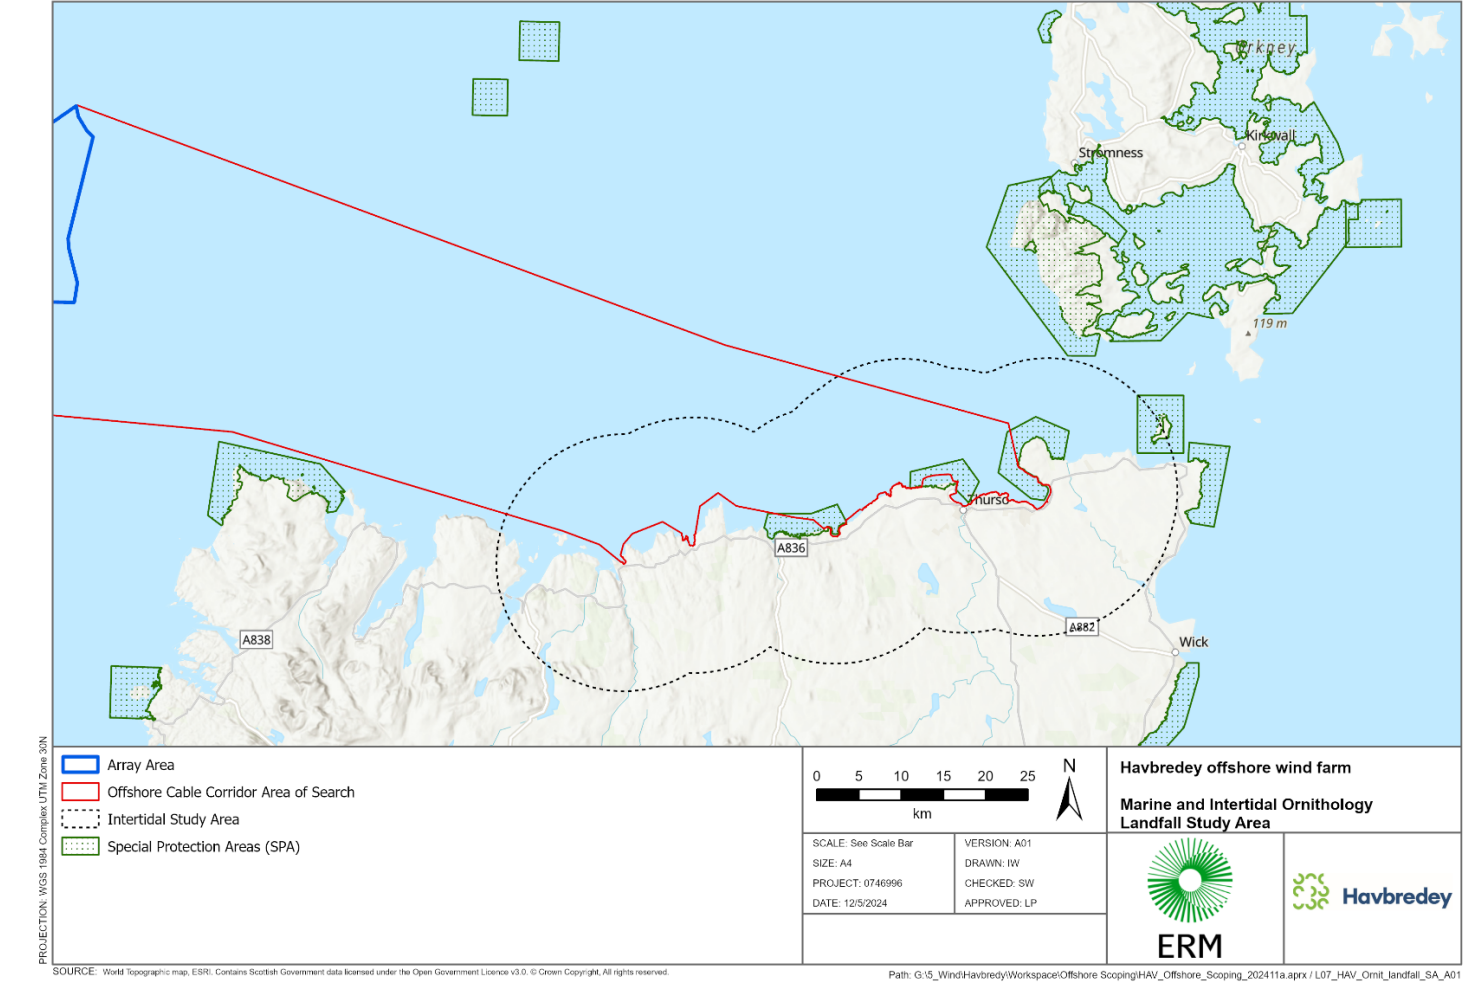 Orkney
Kirkwall
Stromness
119 m
Thurso
A836
A838
A882
Wick
PROJECTION: WGS 1984 Complex UTM Zone 30N
Array Area
Offshore Cable Corridor Area of Search
Intertidal Study Area
Special Protection Areas (SPA)
0 5 10 15 20 25
km
N
SCALE: See Scale Bar
SIZE: A4
PROJECT: 0746996
DATE: 12/5/2024
VERSION: A01
DRAWN: IW
CHECKED: SW
APPROVED: LP
Havbredey offshore wind farm
Marine and Intertidal Ornithology
Landfall Study Area
ERM
Havbredey
SOURCE: World Topographic map, ESRI. Contains Scottish Government data licensed under the Open Government Licence v3.0. © Crown Copyright, All rights reserved.
Path: G:\5_Wind\Havbredy\Workspace\Offshore Scoping\HAV_Offshore_Scoping_202411a.aprx / L07_HAV_Ornit_landfall_SA_A01